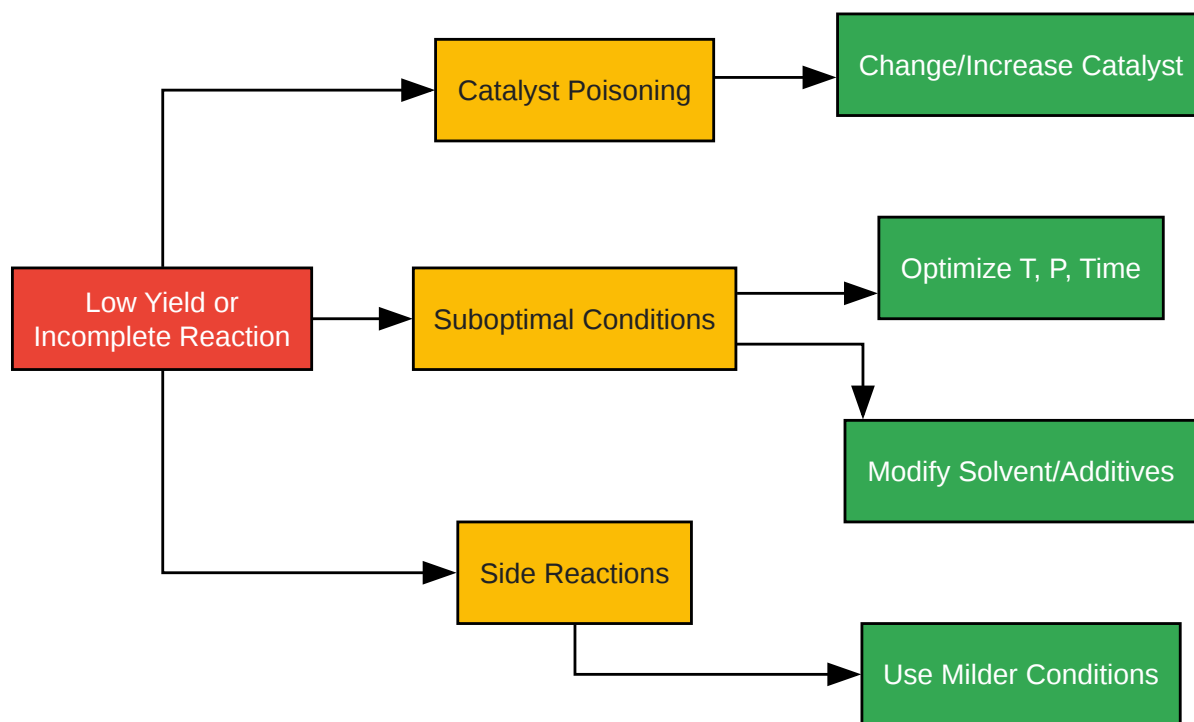 Change/Increase Catalyst
Catalyst Poisoning
Optimize T, P, Time
Low Yield or
Incomplete Reaction
Suboptimal Conditions
Modify Solvent/Additives
Side Reactions
Use Milder Conditions